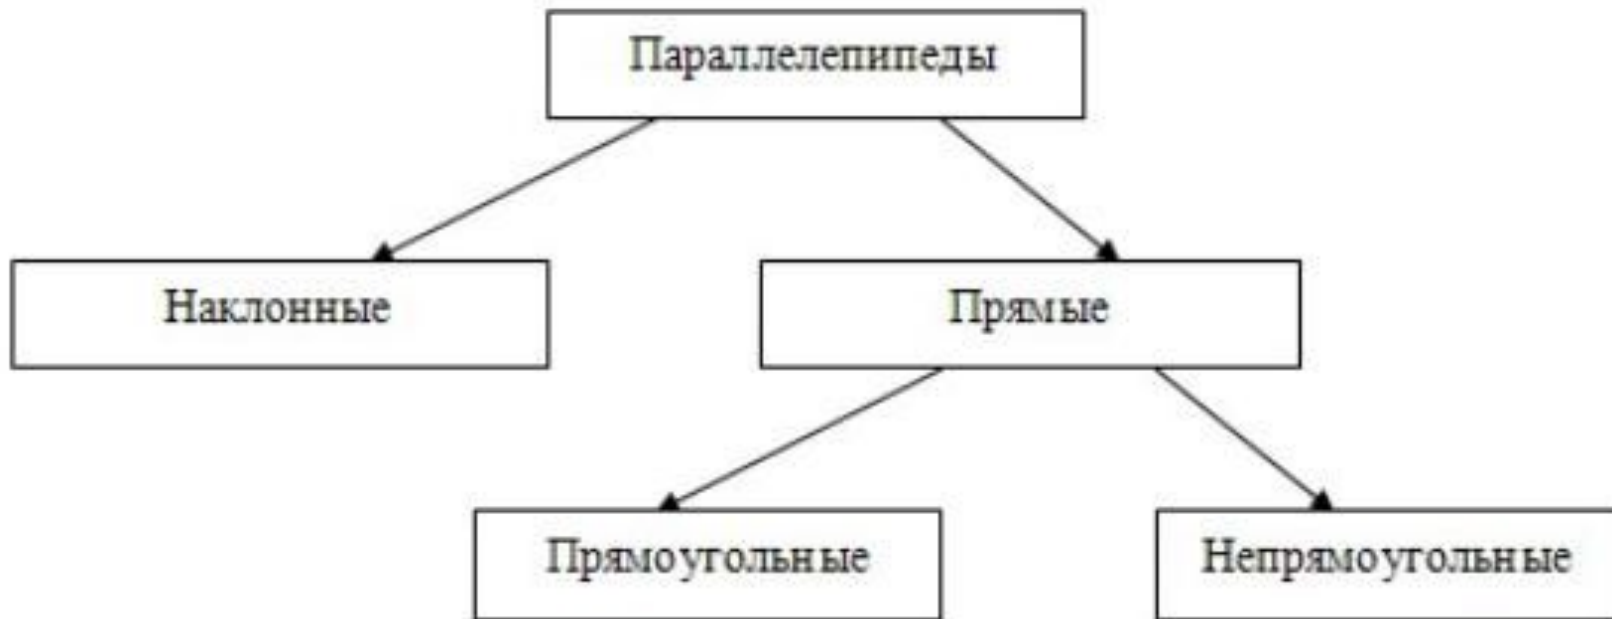 Параллелепипеды
Наклонные
Прямые
Прямоугольные
Непрямоугольные